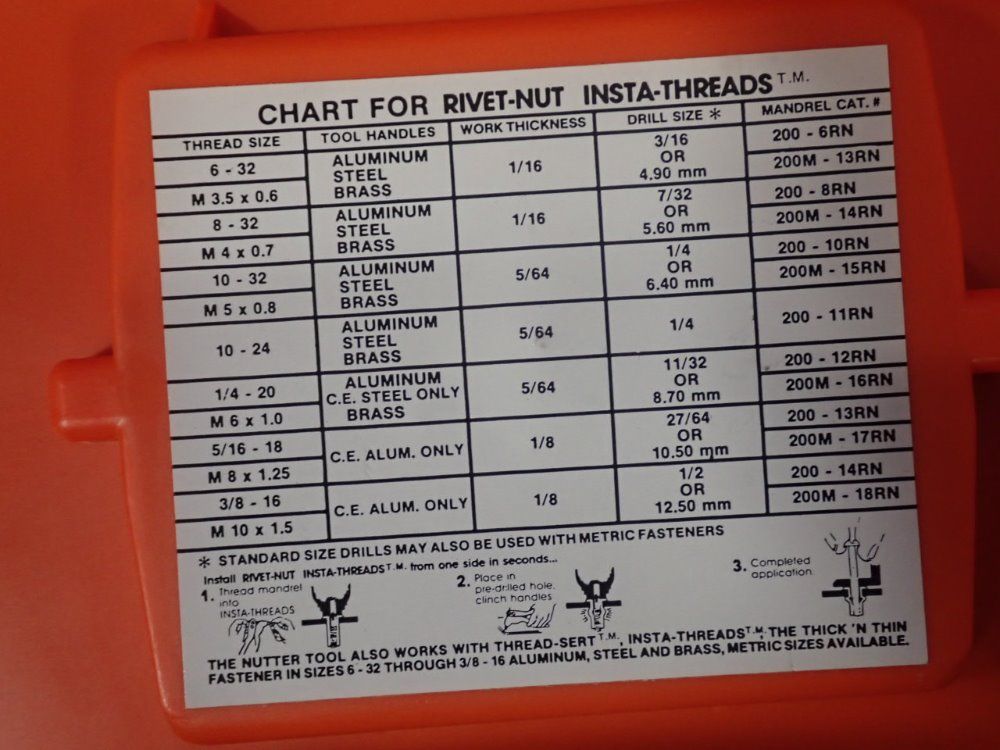 CHART FOR RIVET-NUT INSTA-THREADS T.M.
THREAD SIZE TOOL HANDLES WORK THICKNESS DRILL SIZE * MANDREL CAT. #
6 - 32 ALUMINUM STEEL BRASS 1/16 3/16 OR 4.90 mm 200 - 6RN
M 3.5 x 0.6 200M - 13RN
8 - 32 ALUMINUM STEEL BRASS 1/16 7/32 OR 5.60 mm 200 - 8RN
M 4 x 0.7 200M - 14RN
10 - 32 ALUMINUM STEEL BRASS 5/64 1/4 OR 6.40 mm 200 - 10RN
M 5 x 0.8 200M - 15RN
10 - 24 ALUMINUM STEEL BRASS 5/64 1/4 200 - 11RN
1/4 - 20 ALUMINUM C.E. STEEL ONLY BRASS 5/64 11/32 OR 8.70 mm 200 - 12RN
M 6 x 1.0 200M - 16RN
5/16 - 18 C.E. ALUM. ONLY 1/8 27/64 OR 10.50 mm 200 - 13RN
M 8 x 1.25 200M - 17RN
3/8 - 16 C.E. ALUM. ONLY 1/8 1/2 OR 12.50 mm 200 - 14RN
M 10 x 1.5 200M - 18RN
* STANDARD SIZE DRILLS MAY ALSO BE USED WITH METRIC FASTENERS
Install RIVET-NUT INSTA-THREADS T.M. from one side in seconds...
1. Thread mandrel
into
INSTA-THREADS
2. Place in
pre-drilled hole,
clinch handles
3. Completed
application
THE NUTTER TOOL ALSO WORKS WITH THREAD-SERT T.M., INSTA-THREADS T.M., THE THICK 'N THIN
FASTENER IN SIZES 6 - 32 THROUGH 3/8 - 16 ALUMINUM, STEEL AND BRASS, METRIC SIZES AVAILABLE.